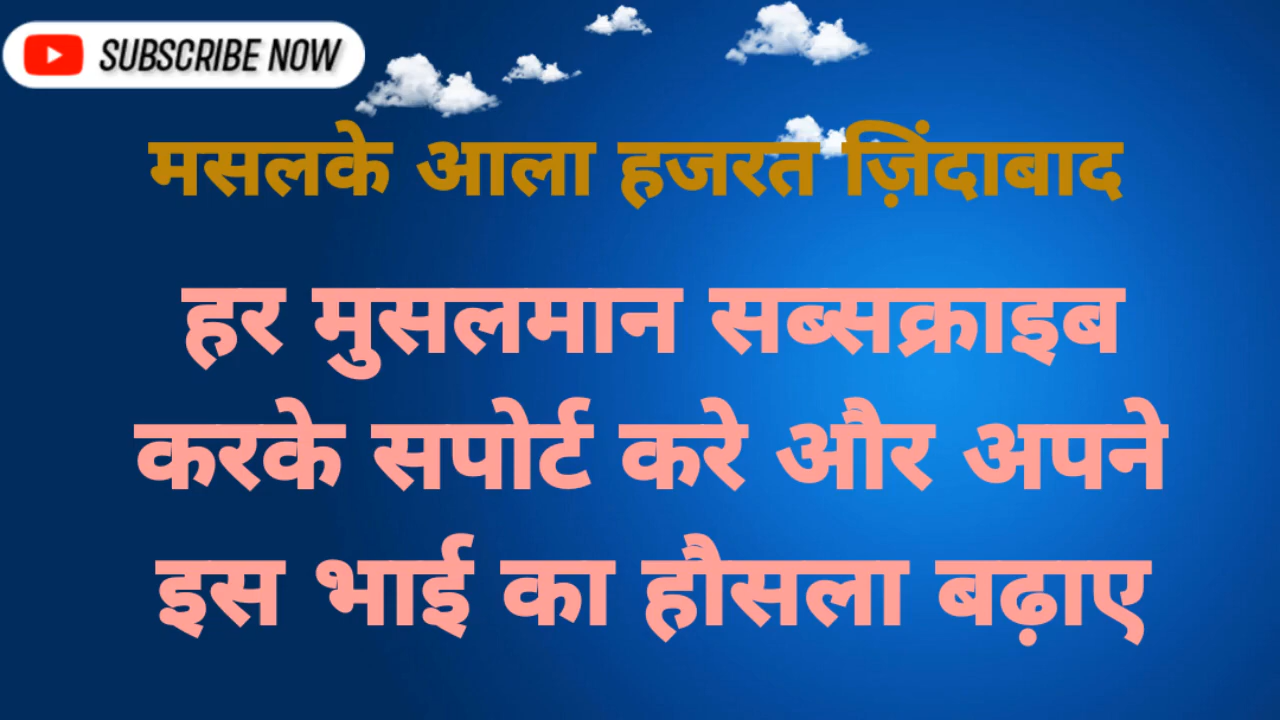 SUBSCRIBE NOW
मसलके आला हजरत ज़िंदाबाद
हर मुसलमान सब्सक्राइब
करके सपोर्ट करे और अपने
इस भाई का हौसला बढ़ाए